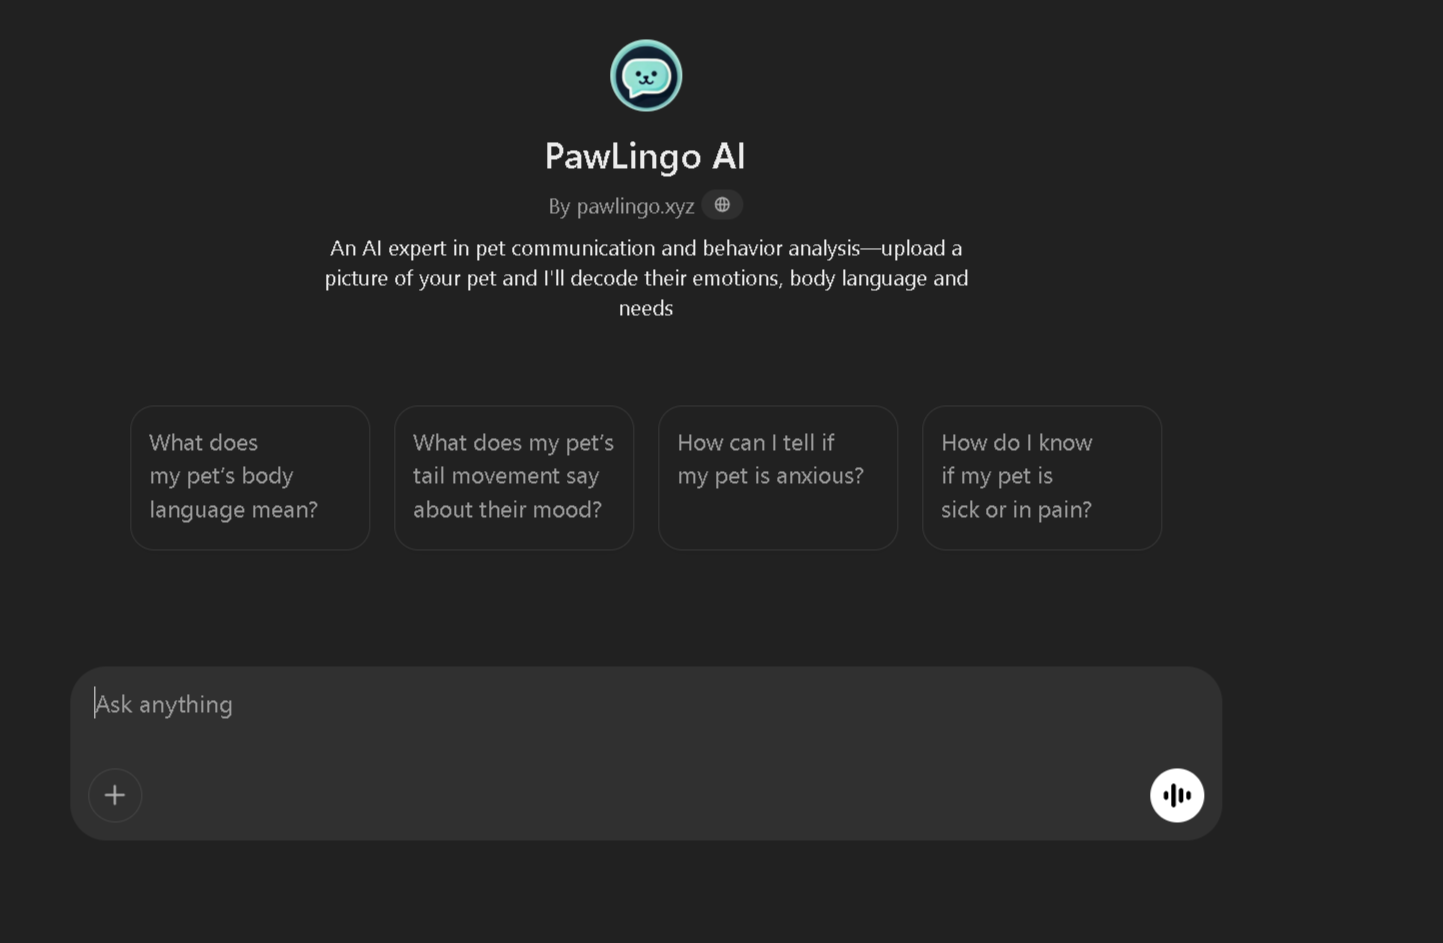 PawLingo AI
By pawlingo.xyz
An AI expert in pet communication and behavior analysis—upload a
picture of your pet and I'll decode their emotions, body language and
needs
What does
my pet’s body
language mean?
What does my pet’s
tail movement say
about their mood?
How can I tell if
my pet is anxious?
How do I know
if my pet is
sick or in pain?
Ask anything